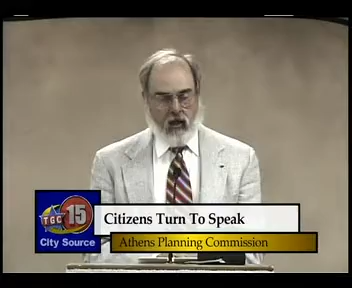 TGC 15
City Source
Citizens Turn To Speak
Athens Planning Commission